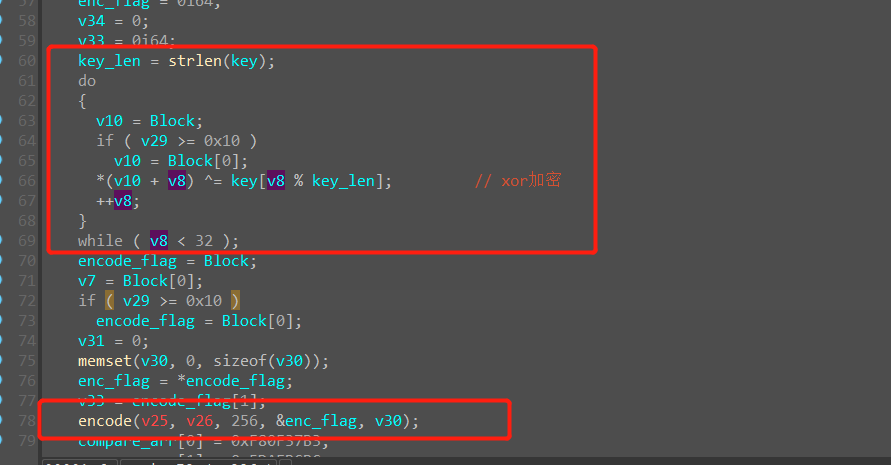 57 enc_flag = 0i64;
58 v34 = 0;
59 v33 = 0i64;
60 key_len = strlen(key);
61 do
62 {
63 v10 = Block;
64 if ( v29 >= 0x10 )
65 v10 = Block[0];
66 *(v10 + v8) ^= key[v8 % key_len]; // xor加密
67 ++v8;
68 }
69 while ( v8 < 32 );
70 encode_flag = Block;
71 v7 = Block[0];
72 if ( v29 >= 0x10 )
73 encode_flag = Block[0];
74 v31 = 0;
75 memset(v30, 0, sizeof(v30));
76 enc_flag = *encode_flag;
77 v33 = encode_flag[1];
78 encode(v25, v26, 256, &enc_flag, v30);
79 compare_arr[0] = 0xF80F37B3;